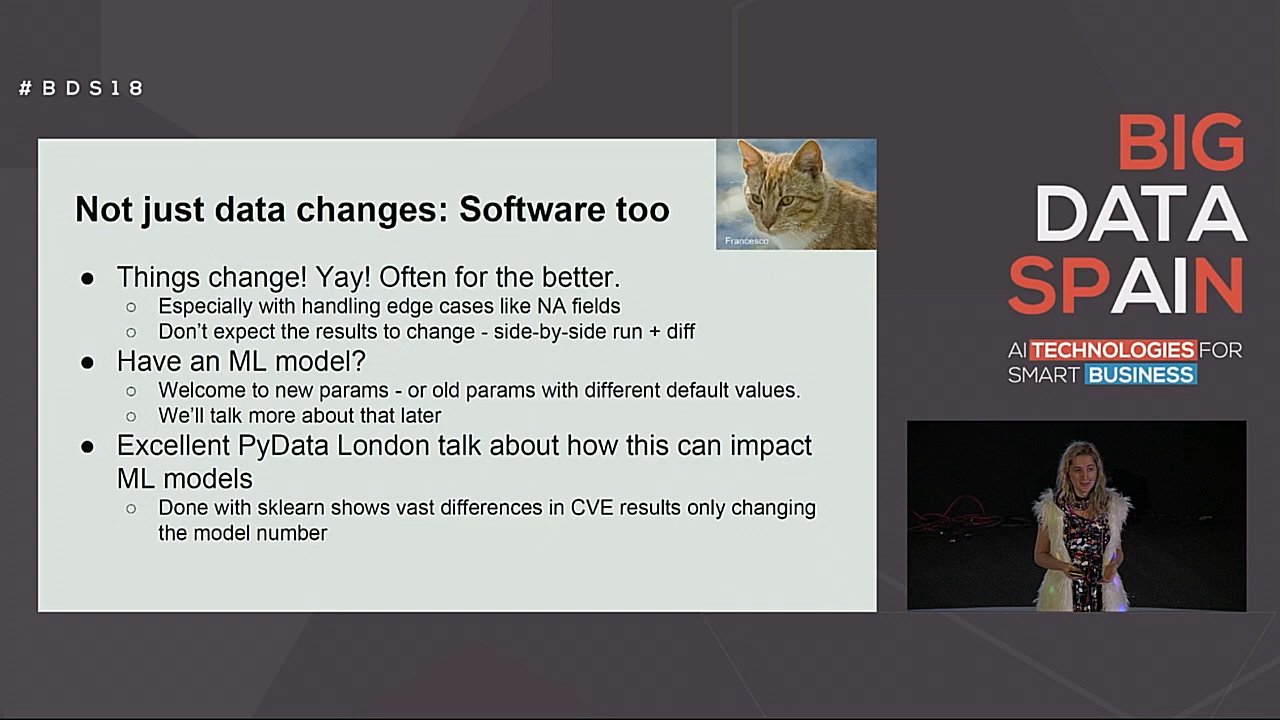 #BDS18
Not just data changes: Software too
Francesco
● Things change! Yay! Often for the better.
○ Especially with handling edge cases like NA fields
○ Don't expect the results to change - side-by-side run + diff
● Have an ML model?
○ Welcome to new params - or old params with different default values.
○ We'll talk more about that later
● Excellent PyData London talk about how this can impact
ML models
○ Done with sklearn shows vast differences in CVE results only changing
the model number
BIG
DATA
SPAIN
AI TECHNOLOGIES FOR
SMART BUSINESS